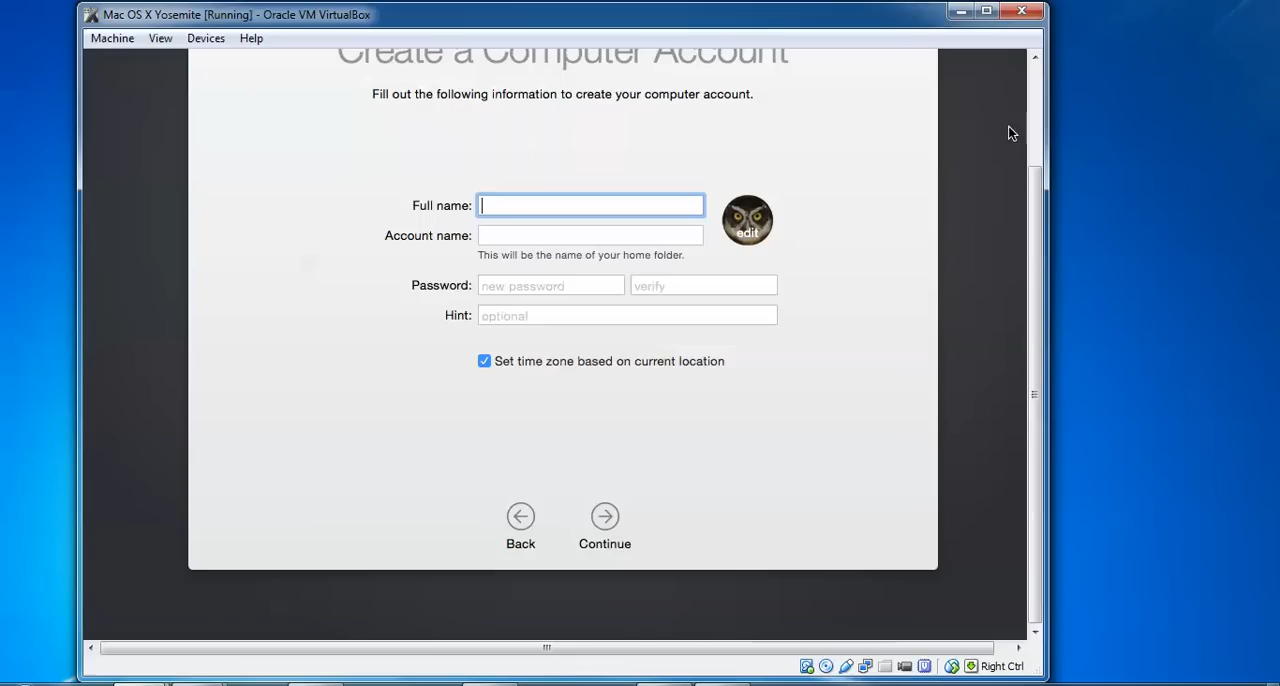 Mac OS X Yosemite [Running] - Oracle VM VirtualBox
Machine View Devices Help
Create a Computer Account
Fill out the following information to create your computer account.
Full name:
edit
Account name:
This will be the name of your home folder.
Password: new password verify
Hint: optional
Set time zone based on current location
Back Continue
Right Ctrl